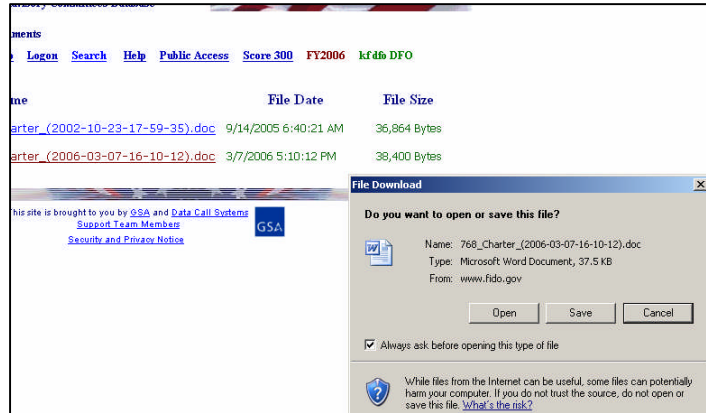 ments
Logon Search Help Public Access Score 300 FY2006 kfdfo DFO
me File Date File Size
arter_(2002-10-23-17-59-35).doc 9/14/2005 6:40:21 AM 36,864 Bytes
arter_(2006-03-07-16-10-12).doc 3/7/2006 5:10:12 PM 38,400 Bytes
This site is brought to you by GSA and Data Call Systems
Support Team Members
Security and Privacy Notice
GSA
File Download
Do you want to open or save this file?
Name: 768_Charter_(2006-03-07-16-10-12).doc
Type: Microsoft Word Document, 37.5 KB
From: www.fido.gov
Open Save Cancel
Always ask before opening this type of file
While files from the Internet can be useful, some files can potentially
harm your computer. If you do not trust the source, do not open or
save this file. What's the risk?